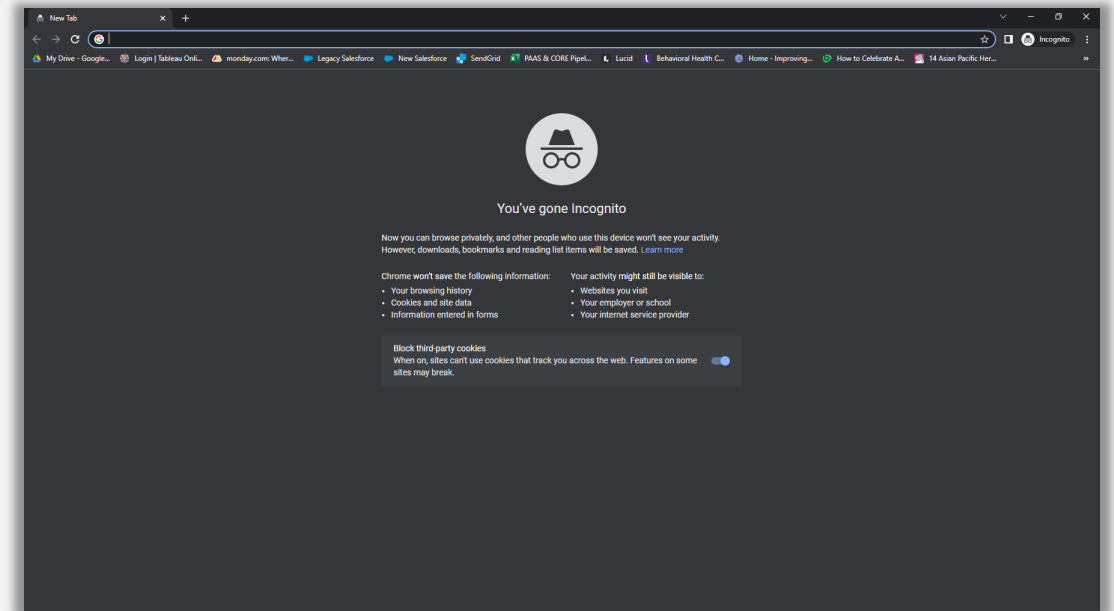 New Tab
Incognito
My Drive - Google... Login | Tableau Onli... monday.com: Wher... Legacy Salesforce New Salesforce SendGrid PAAS & CORE Pipel... Lucid Behavioral Health C... Home - Improving... How to Celebrate A... 14 Asian Pacific Her... »
You've gone Incognito
Now you can browse privately, and other people who use this device won't see your activity.
However, downloads, bookmarks and reading list items will be saved. Learn more
Chrome won't save the following information:
• Your browsing history
• Cookies and site data
• Information entered in forms
Your activity might still be visible to:
• Websites you visit
• Your employer or school
• Your internet service provider
Block third-party cookies
When on, sites can't use cookies that track you across the web. Features on some
sites may break.